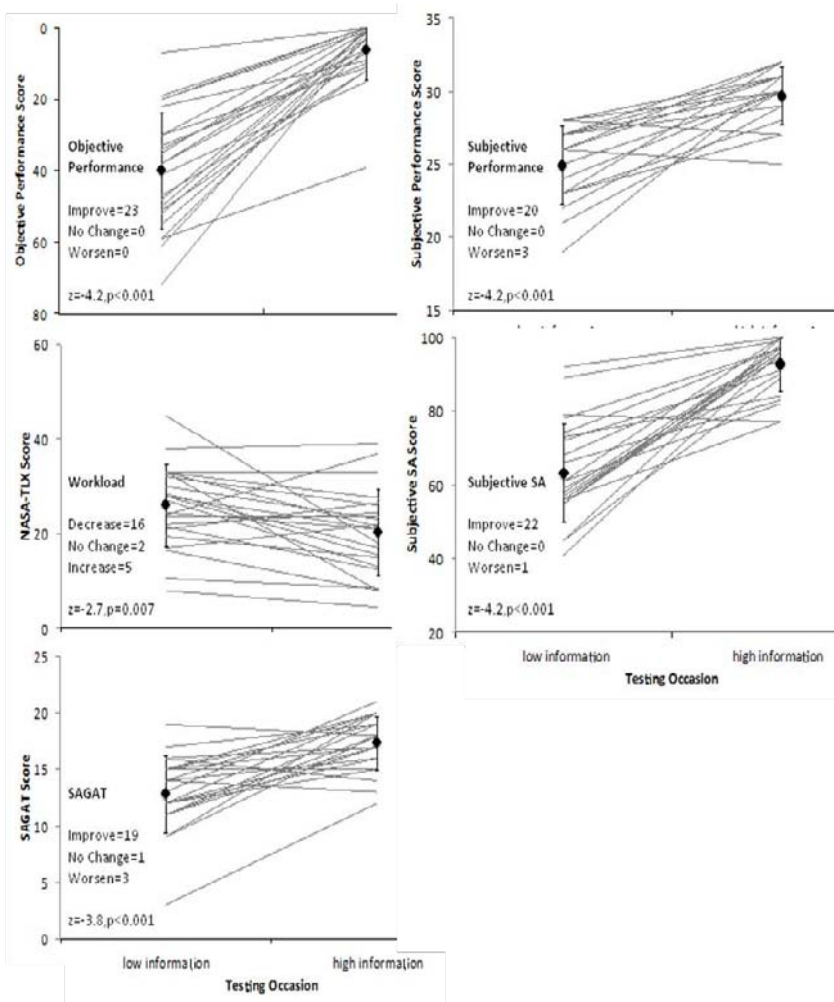 0
20
40
60
80
Objective Performance Score
Objective
Performance
Improve=23
No Change=0
Worsen=0
z=-4.2,p<0.001
35
30
25
20
15
Subjective Performance Score
Subjective
Performance
Improve=20
No Change=0
Worsen=3
z=-4.2,p<0.001
60
40
20
0
NASA-TLX Score
Workload
Decrease=16
No Change=2
Increase=5
z=-2.7,p=0.007
100
80
60
40
20
Subjective SA Score
Subjective SA
Improve=22
No Change=0
Worsen=1
z=-4.2,p<0.001
low information
high information
Testing Occasion
25
20
15
10
5
0
SAGAT Score
SAGAT
Improve=19
No Change=1
Worsen=3
z=-3.8,p<0.001
low information
high information
Testing Occasion